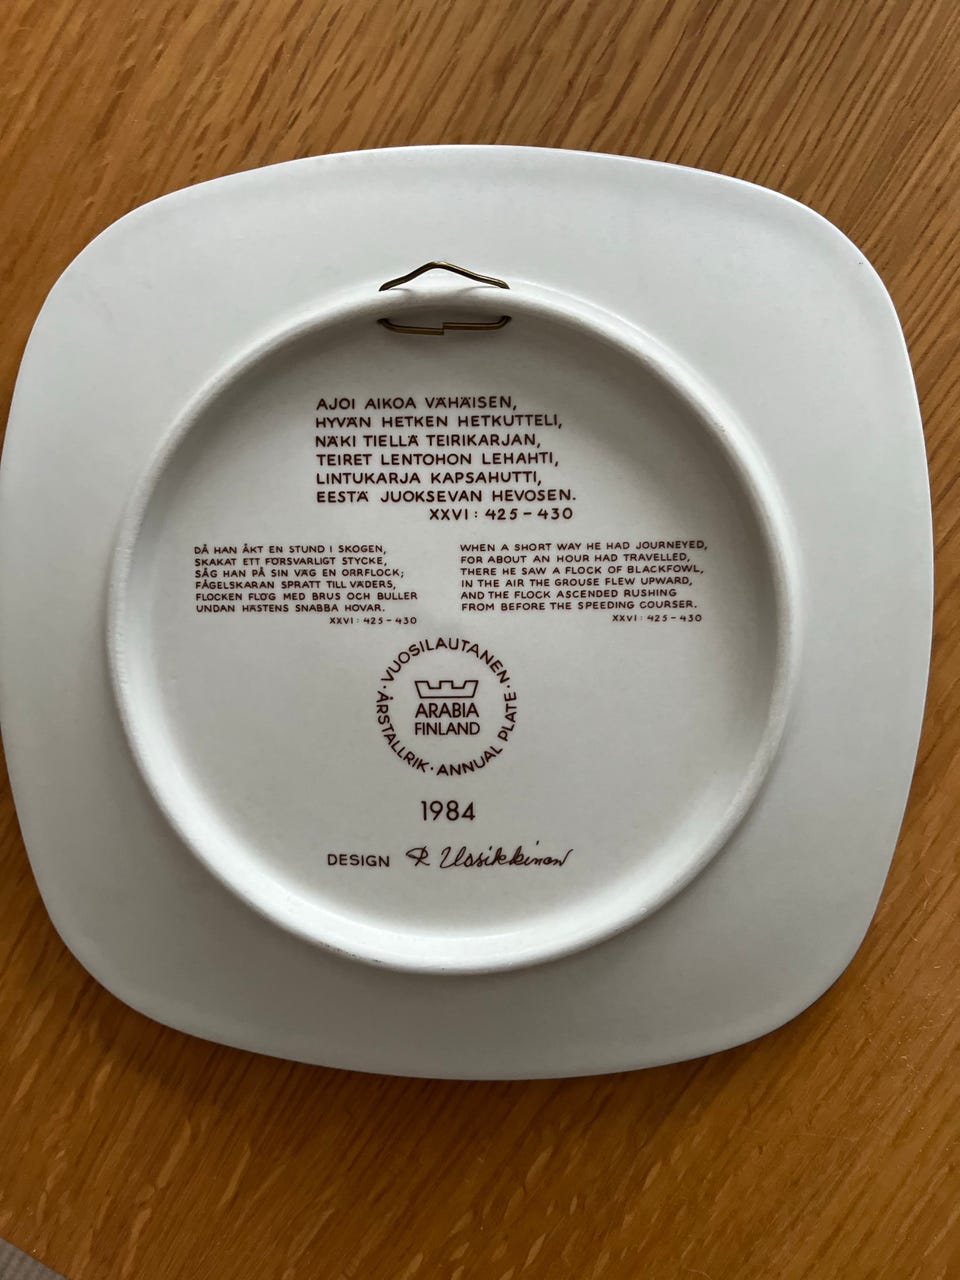 AJOI AIKOA VÄHÄISEN,
HYVÄN HETKEN HETKUTTELI,
NÄKI TIELLÄ TEIRIKARJAN,
TEIRET LENTOHON LEHAHTI,
LINTUKARJA KAPSAHUTTI,
EESTÄ JUOKSEVAN HEVOSEN.
XXVI : 425 – 430
DÅ HAN ÅKT EN STUND I SKOGEN,
SKAKAT ETT FÖRSVARLIGT STYCKE,
SÅG HAN PÅ SIN VÄG EN ORRFLOCK;
FÅGELSKARAN SPRATT TILL VÄDERS,
FLOCKEN FLÖG MED BRUS OCH BULLER
UNDAN HÄSTENS SNABBA HOVAR.
XXVI : 425 – 430
WHEN A SHORT WAY HE HAD JOURNEYED,
FOR ABOUT AN HOUR HAD TRAVELLED,
THERE HE SAW A FLOCK OF BLACKFOWL,
IN THE AIR THE GROUSE FLEW UPWARD,
AND THE FLOCK ASCENDED RUSHING
FROM BEFORE THE SPEEDING COURSER.
XXVI : 425 – 430
· VUOSILAUTANEN · ANNUAL PLATE · ÅRSTALLRIK
ARABIA
FINLAND
1984
DESIGN R Uosikkinen